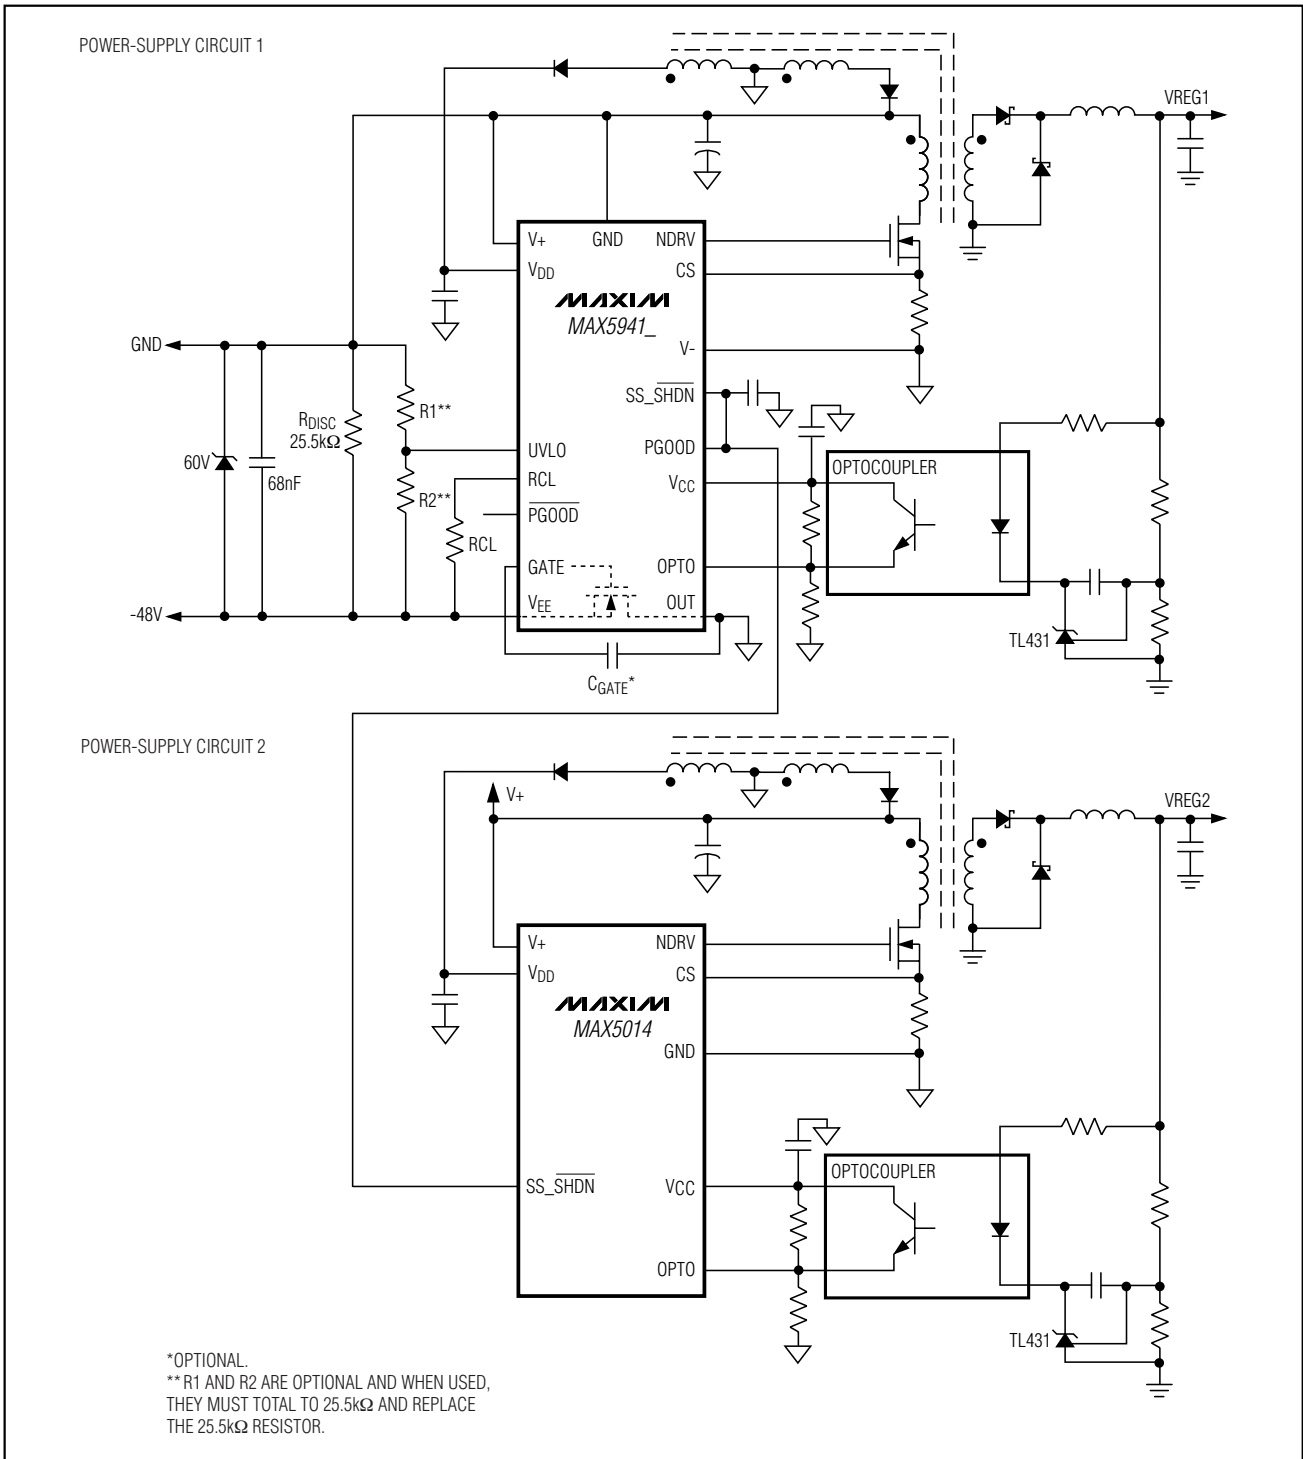 POWER-SUPPLY CIRCUIT 1
VREG1
V+
GND
NDRV
VDD
CS
MAXIM
MAX5941_
GND
V-
SS_SHDN
RDISC
25.5kΩ
R1**
UVLO
PGOOD
OPTOCOUPLER
60V
68nF
RCL
VCC
R2**
PGOOD
RCL
GATE
OPTO
VEE
OUT
-48V
TL431
CGATE*
POWER-SUPPLY CIRCUIT 2
V+
VREG2
V+
NDRV
VDD
CS
MAXIM
MAX5014
GND
OPTOCOUPLER
SS_SHDN
VCC
OPTO
TL431
*OPTIONAL.
** R1 AND R2 ARE OPTIONAL AND WHEN USED,
THEY MUST TOTAL TO 25.5kΩ AND REPLACE
THE 25.5kΩ RESISTOR.